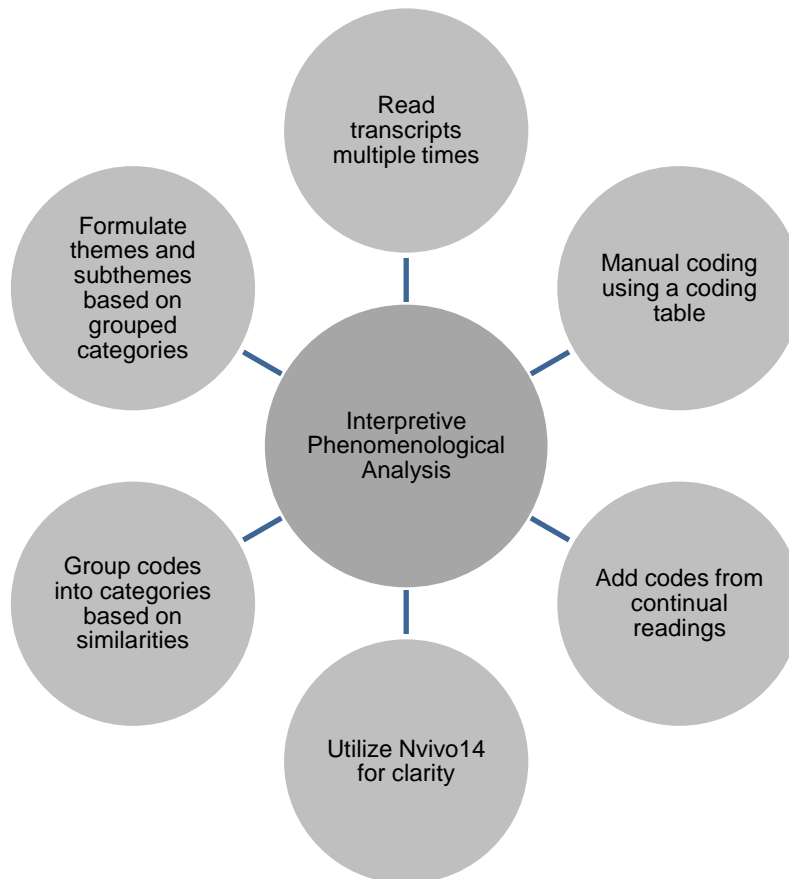 Read
transcripts
multiple times
Manual coding
using a coding
table
Add codes from
continual
readings
Utilize Nvivo14
for clarity
Group codes
into categories
based on
similarities
Formulate
themes and
subthemes
based on
grouped
categories
Interpretive
Phenomenological
Analysis